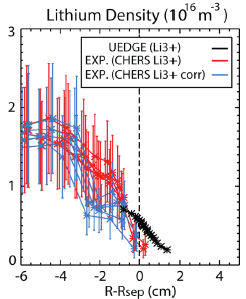 Lithium Density (10¹⁶ m⁻³)
UEDGE (Li3+)
EXP. (CHERS Li3+)
EXP. (CHERS Li3+ corr)
3
2
1
0
-6 -4 -2 0 2 4
R-Rsep (cm)